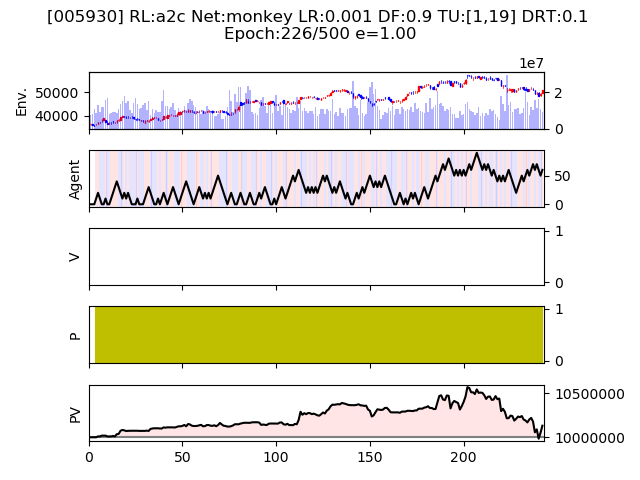 [005930] RL:a2c Net:monkey LR:0.001 DF:0.9 TU:[1,19] DRT:0.1
Epoch:226/500 e=1.00
1e7
Env.
50000
40000
2
0
Agent
50
0
V
1
0
P
1
0
PV
10500000
10000000
0 50 100 150 200